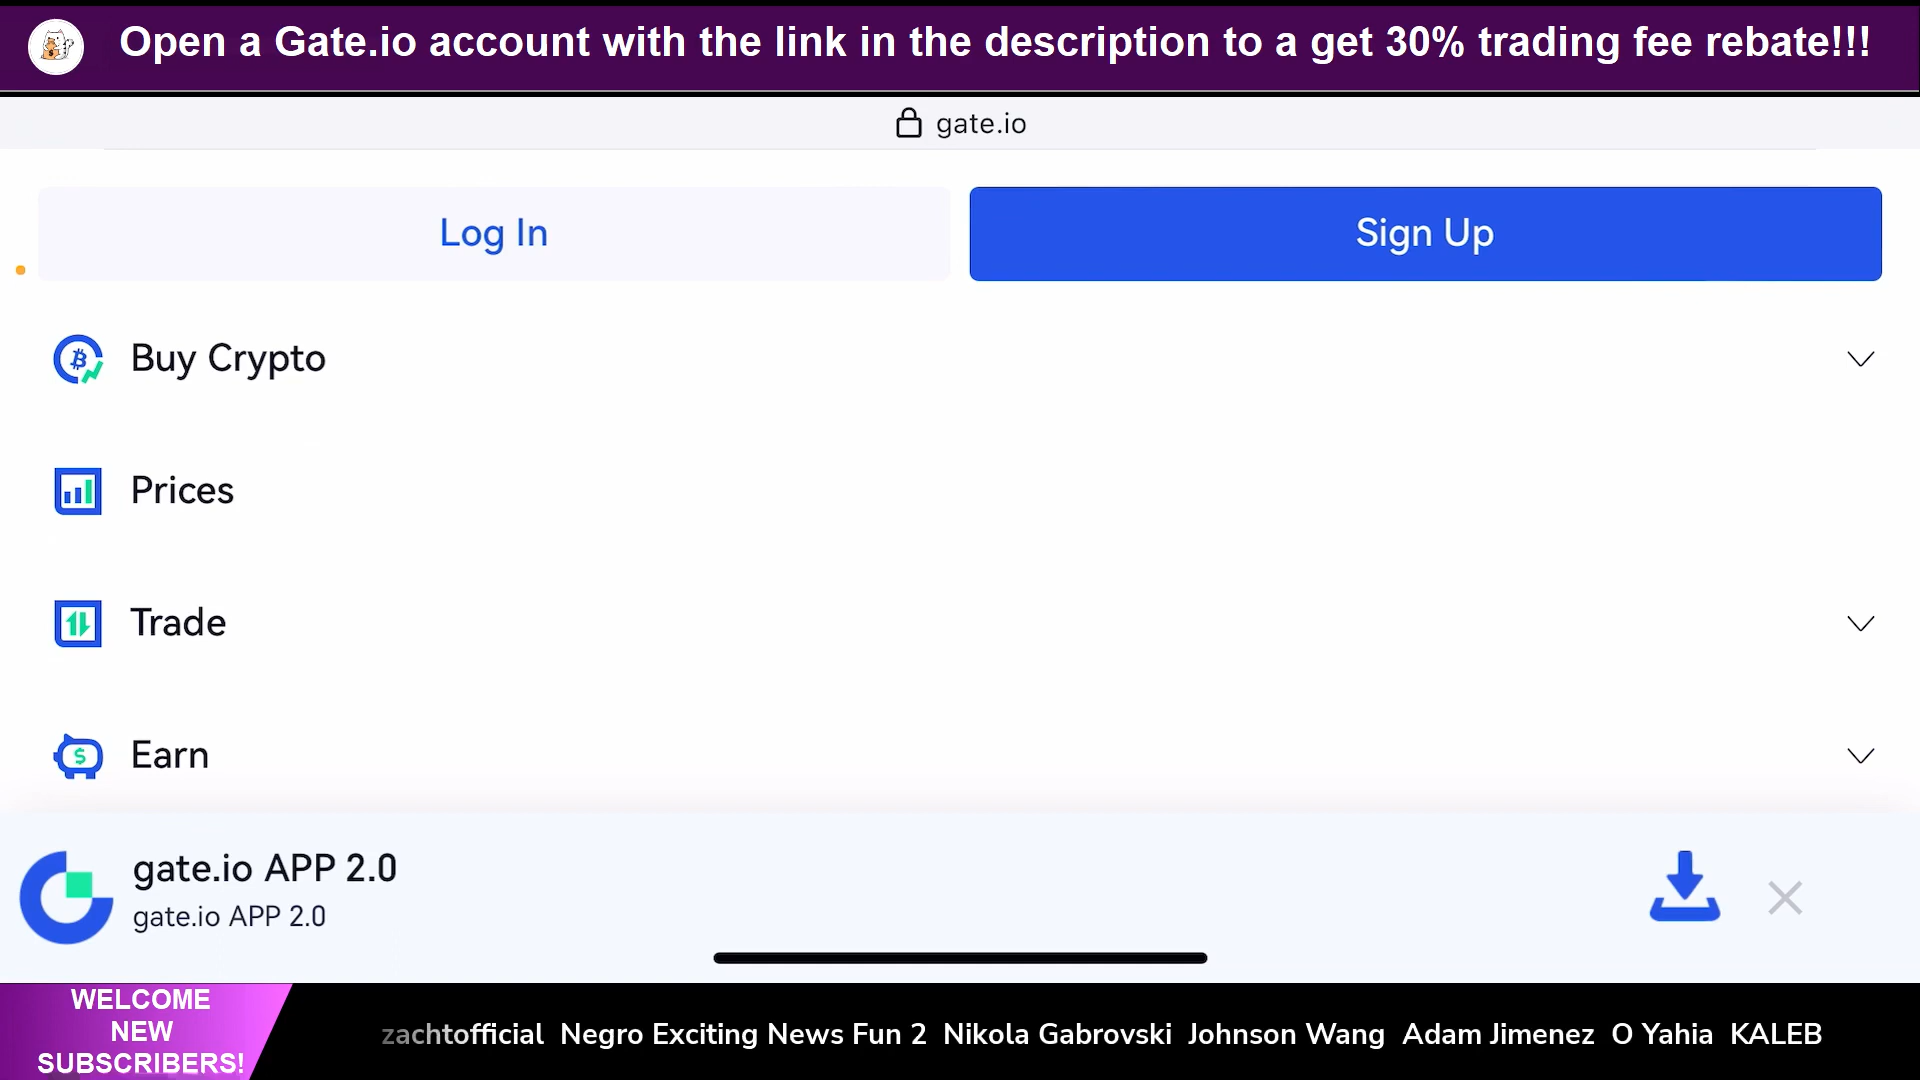 Open a Gate.io account with the link in the description to a get 30% trading fee rebate!!!
gate.io
Log In
Sign Up
Buy Crypto
Prices
Trade
Earn
gate.io APP 2.0
gate.io APP 2.0
WELCOME
NEW
SUBSCRIBERS!
zachtofficial Negro Exciting News Fun 2 Nikola Gabrovski Johnson Wang Adam Jimenez O Yahia KALEB